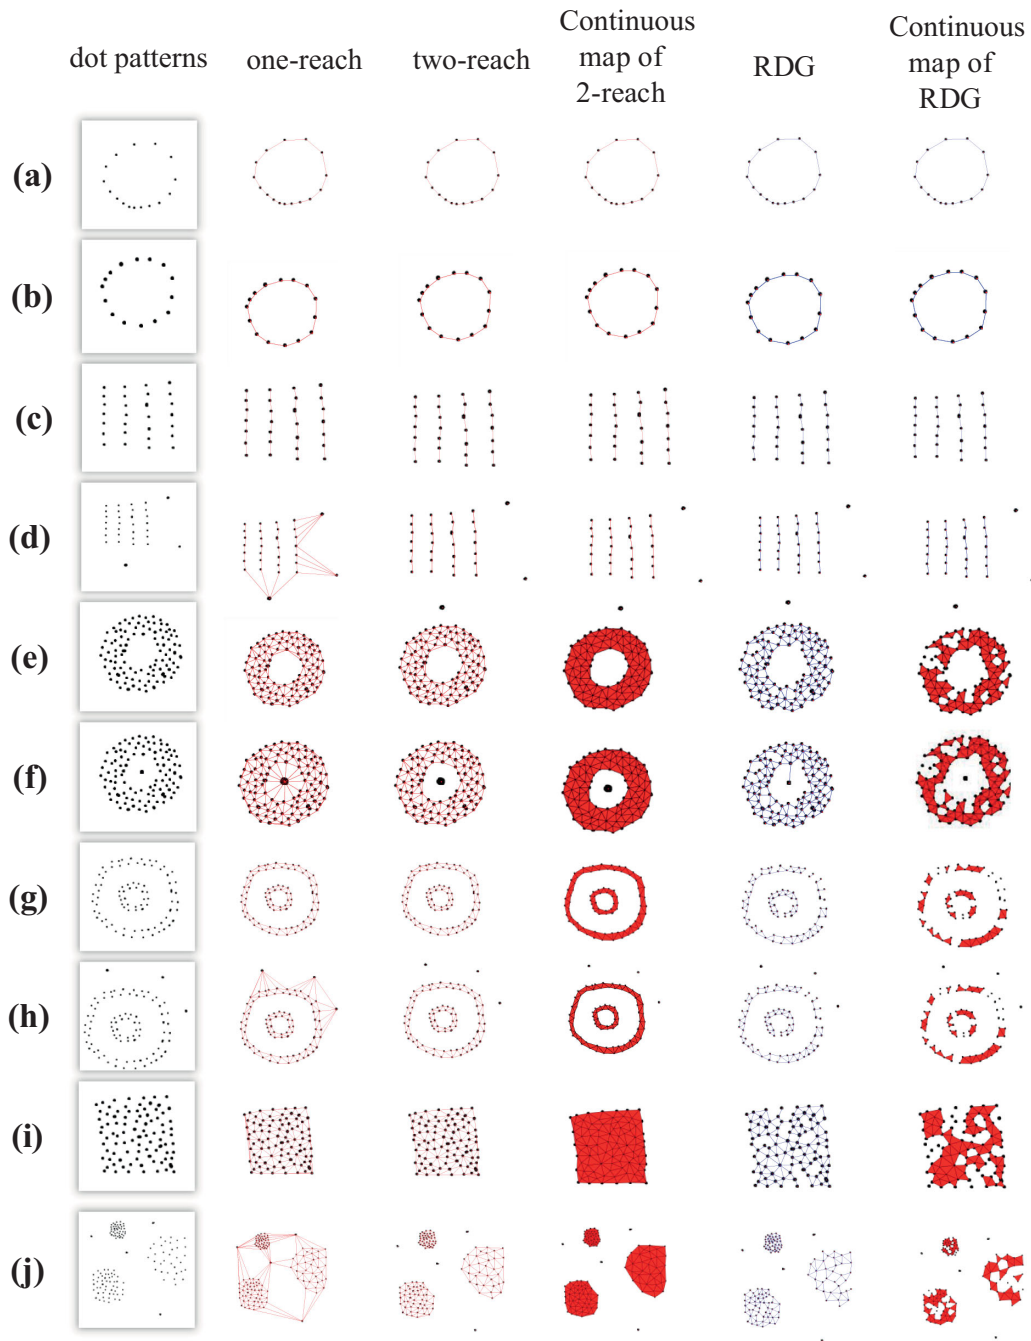 dot patterns
one-reach
two-reach
Continuous
map of
2-reach
RDG
Continuous
map of
RDG
(a)
(b)
(c)
(d)
(e)
(f)
(g)
(h)
(i)
(j)